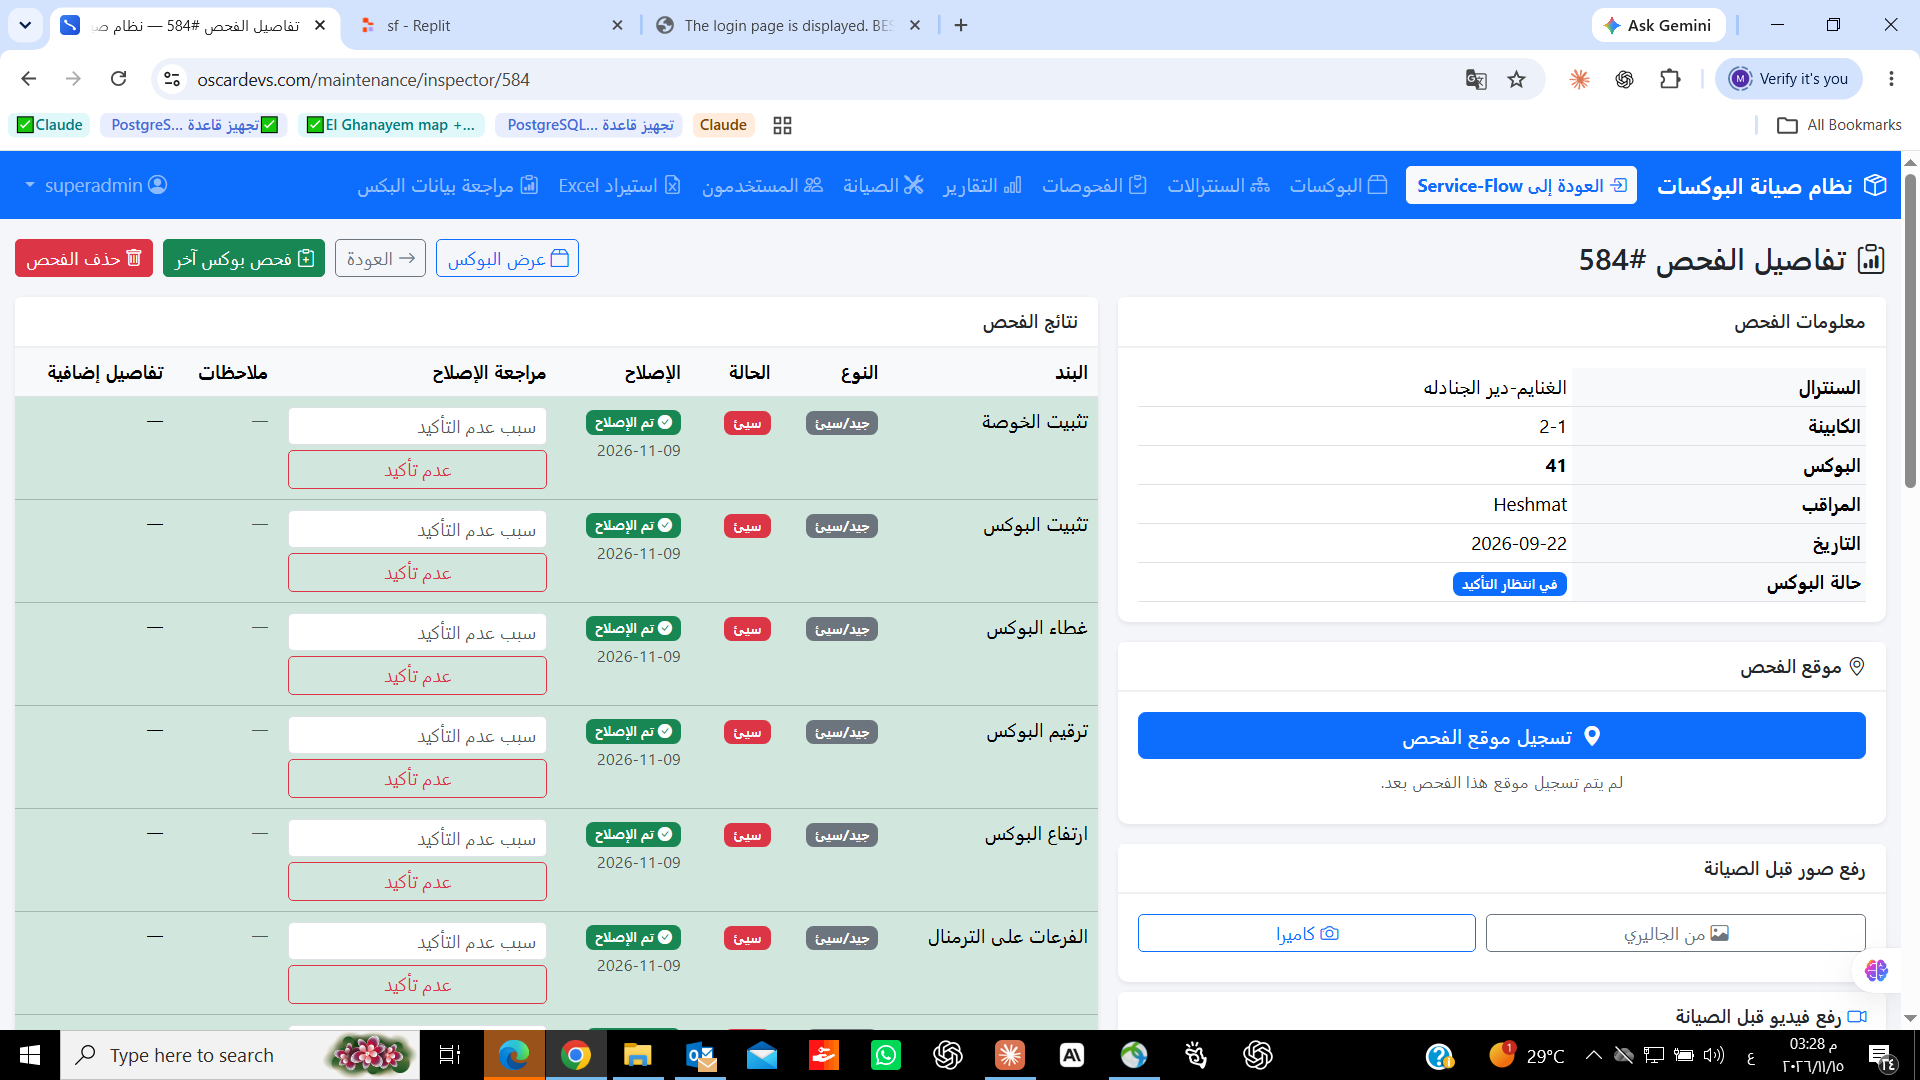 تفاصيل الفحص #584 — نظام صي
sf - Replit
The login page is displayed. BES
Ask Gemini
oscardevs.com/maintenance/inspector/584
Verify it's you
Claude
تجهيز قاعدة ...PostgreS
El Ghanayem map +...
تجهيز قاعدة ...PostgreSQL
Claude
All Bookmarks
نظام صيانة البوكسات
العودة إلى Service-Flow
البوكسات
السنترالات
الفحوصات
التقارير
الصيانة
المستخدمون
استيراد Excel
مراجعة بيانات البكس
superadmin
تفاصيل الفحص #584
عرض البوكس
العودة
فحص بوكس آخر
حذف الفحص
معلومات الفحص
السنترال الغنايم-دير الجنادله
الكابينة 2-1
البوكس 41
المراقب Heshmat
التاريخ 2026-09-22
حالة البوكس في انتظار التأكيد
موقع الفحص
تسجيل موقع الفحص
لم يتم تسجيل موقع هذا الفحص بعد.
رفع صور قبل الصيانة
من الجاليري
كاميرا
رفع فيديو قبل الصيانة
نتائج الفحص
البند النوع الحالة الإصلاح مراجعة الإصلاح ملاحظات تفاصيل إضافية
تثبيت الخوصة جيد/سيئ سيئ تم الإصلاح سبب عدم التأكيد — —
2026-11-09
عدم تأكيد
تثبيت البوكس جيد/سيئ سيئ تم الإصلاح سبب عدم التأكيد — —
2026-11-09
عدم تأكيد
غطاء البوكس جيد/سيئ سيئ تم الإصلاح سبب عدم التأكيد — —
2026-11-09
عدم تأكيد
ترقيم البوكس جيد/سيئ سيئ تم الإصلاح سبب عدم التأكيد — —
2026-11-09
عدم تأكيد
ارتفاع البوكس جيد/سيئ سيئ تم الإصلاح سبب عدم التأكيد — —
2026-11-09
عدم تأكيد
الفرعات على الترمنال جيد/سيئ سيئ تم الإصلاح سبب عدم التأكيد — —
2026-11-09
عدم تأكيد
Type here to search
1
29°C
ع
03:28 م
٢٠٢٦/١١/١٥
٢٤